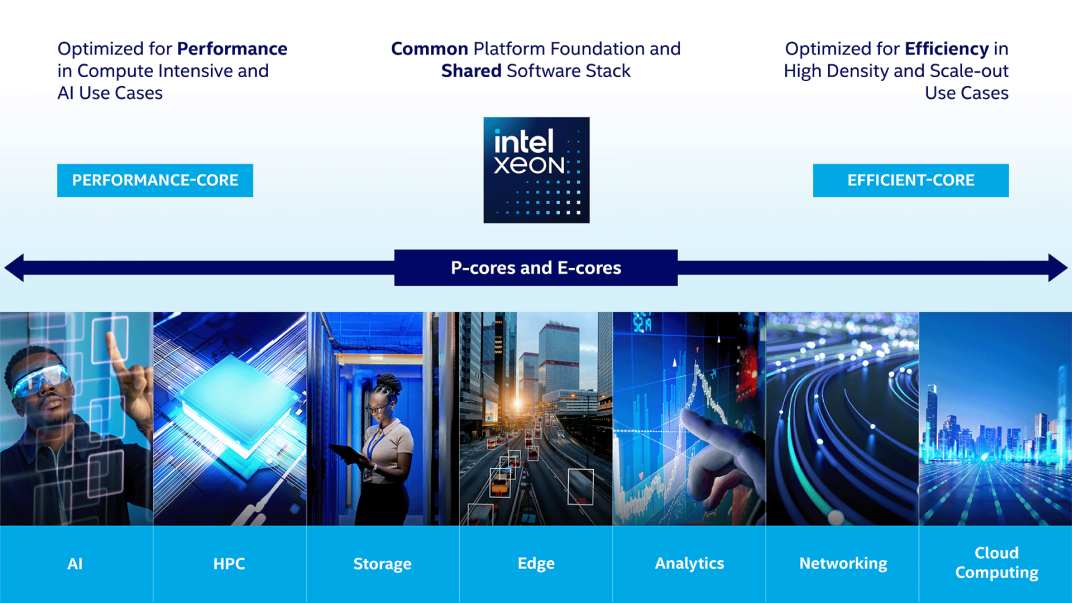 Optimized for Performance
in Compute Intensive and
AI Use Cases
Common Platform Foundation and
Shared Software Stack
Optimized for Efficiency in
High Density and Scale-out
Use Cases
intel
xeon
PERFORMANCE-CORE
EFFICIENT-CORE
P-cores and E-cores
AI
HPC
Storage
Edge
Analytics
Networking
Cloud
Computing